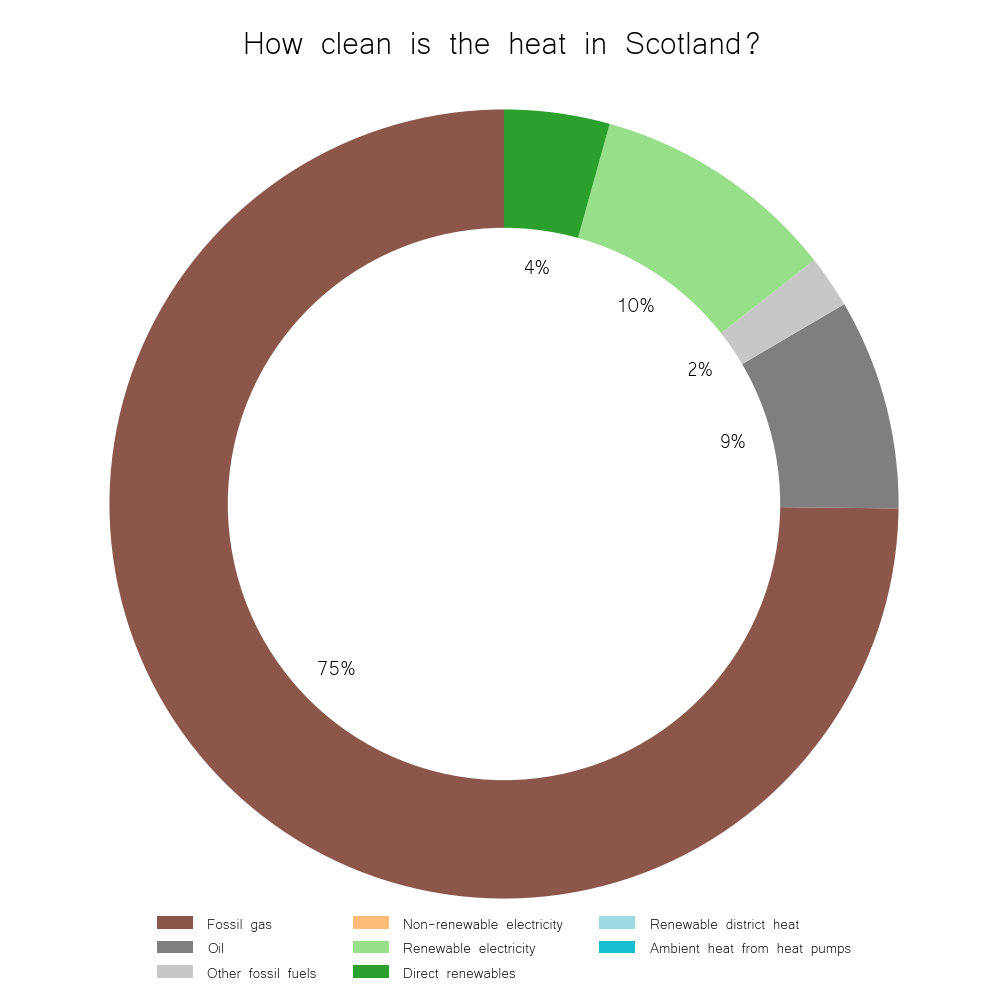 How clean is the heat in Scotland?
4%
10%
2%
9%
75%
Fossil gas
Oil
Other fossil fuels
Non-renewable electricity
Renewable electricity
Direct renewables
Renewable district heat
Ambient heat from heat pumps